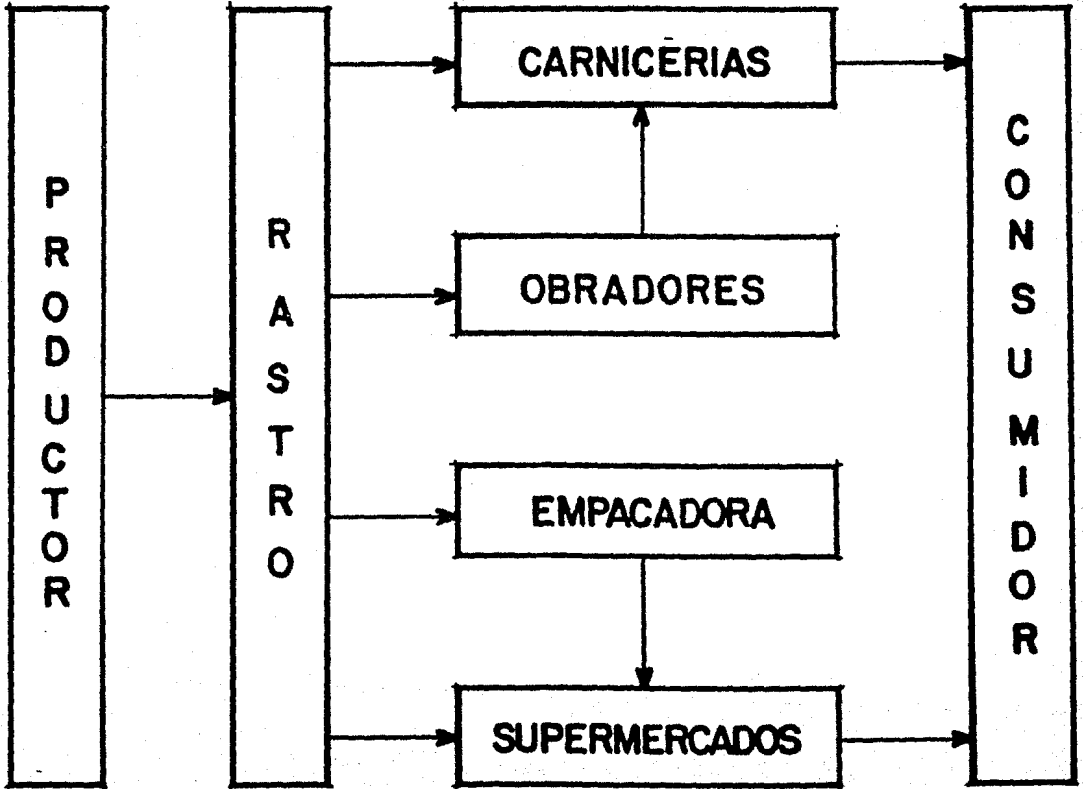 PRODUCTOR
RASTRO
CARNICERIAS
OBRADORES
EMPACADORA
SUPERMERCADOS
CONSUMIDOR